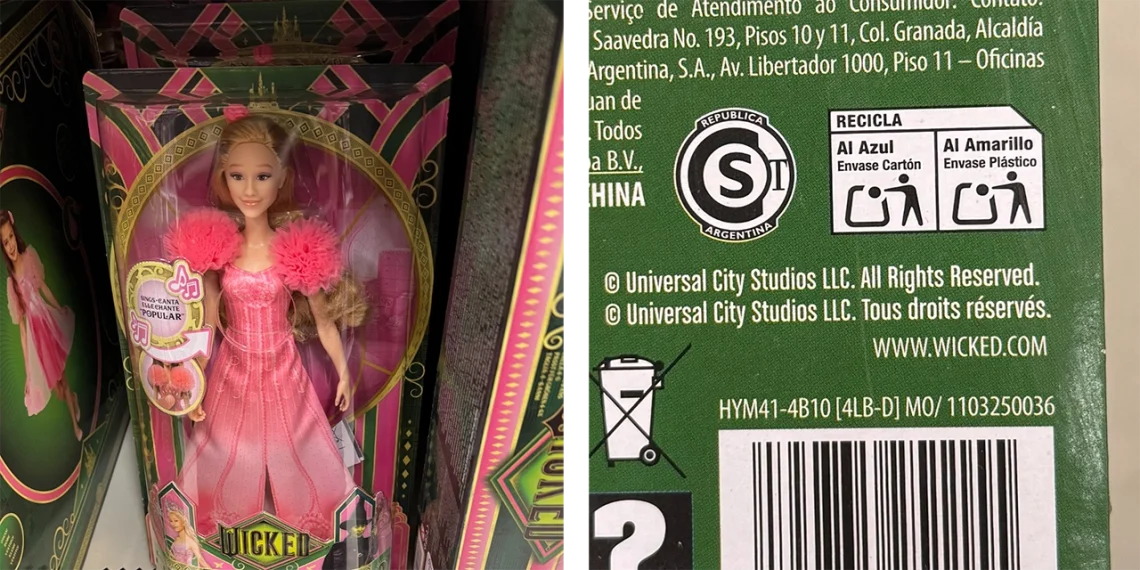 SINGS•CANTA
ELLE CHANTE
"POPULAR"
WICKED
Serviço de Atendimento ao Consumidor. Contato:
Saavedra No. 193, Pisos 10 y 11, Col. Granada, Alcaldía
Argentina, S.A., Av. Libertador 1000, Piso 11 – Oficinas
uan de
Todos
a B.V.,
CHINA
REPUBLICA
S T
ARGENTINA
RECICLA
Al Azul
Envase Cartón
Al Amarillo
Envase Plástico
© Universal City Studios LLC. All Rights Reserved.
© Universal City Studios LLC. Tous droits réservés.
WWW.WICKED.COM
HYM41-4B10 [4LB-D] MO/ 1103250036
?